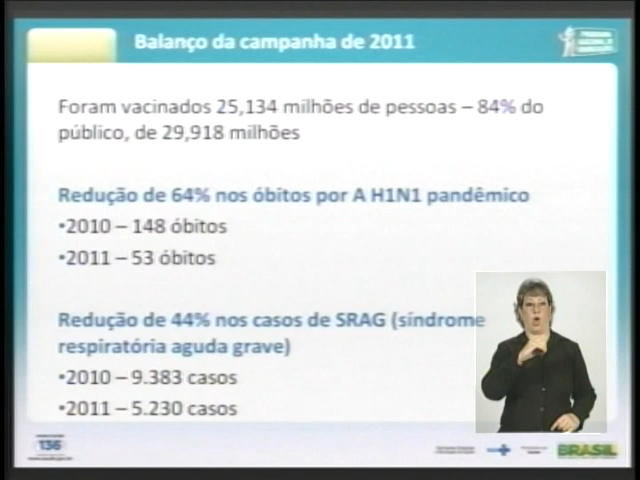 Balanço da campanha de 2011
Foram vacinados 25,134 milhões de pessoas – 84% do
público, de 29,918 milhões
Redução de 64% nos óbitos por A H1N1 pandêmico
•2010 – 148 óbitos
•2011 – 53 óbitos
Redução de 44% nos casos de SRAG (síndrome
respiratória aguda grave)
•2010 – 9.383 casos
•2011 – 5.230 casos
136
BRASIL